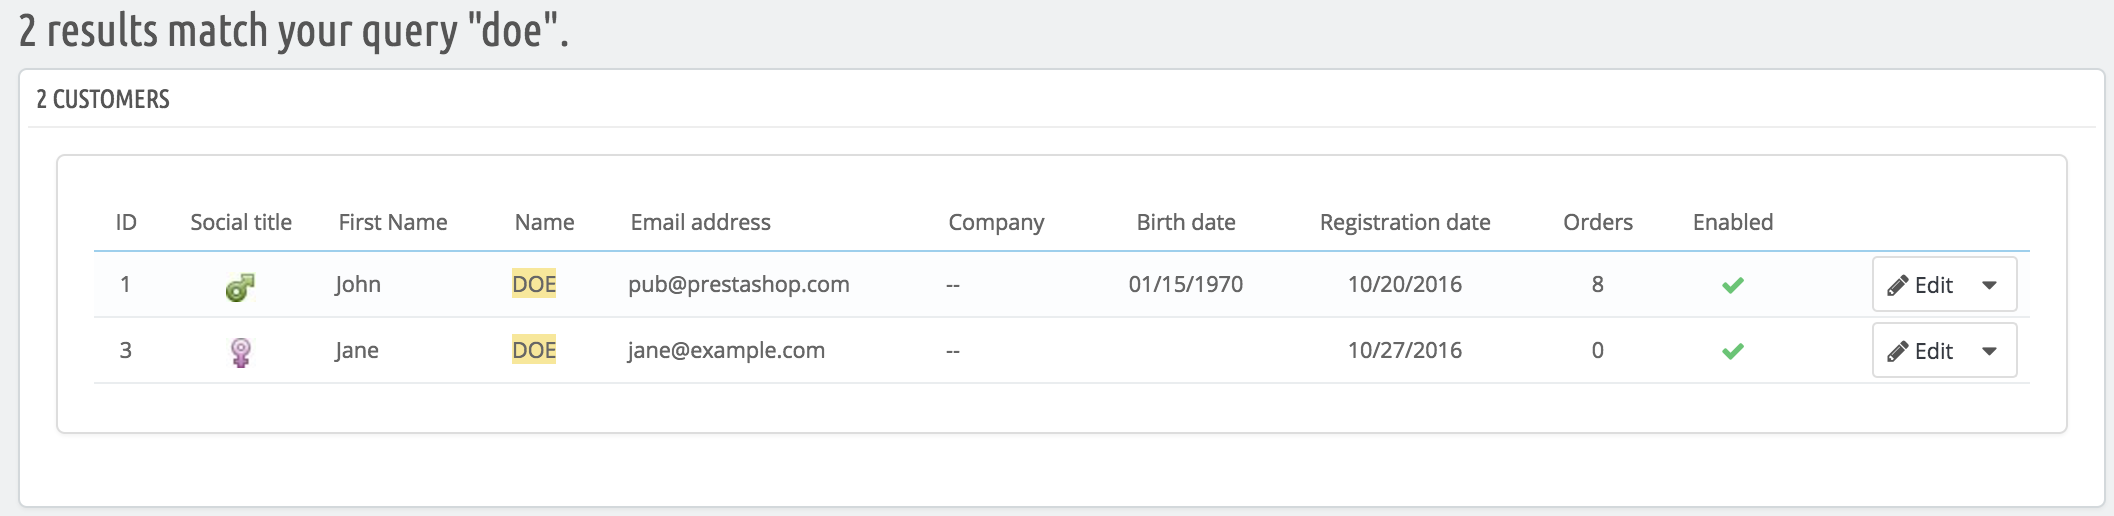 2 results match your query "doe".
2 CUSTOMERS
ID Social title First Name Name Email address Company Birth date Registration date Orders Enabled
1 John DOE pub@prestashop.com -- 01/15/1970 10/20/2016 8 Edit
3 Jane DOE jane@example.com -- 10/27/2016 0 Edit